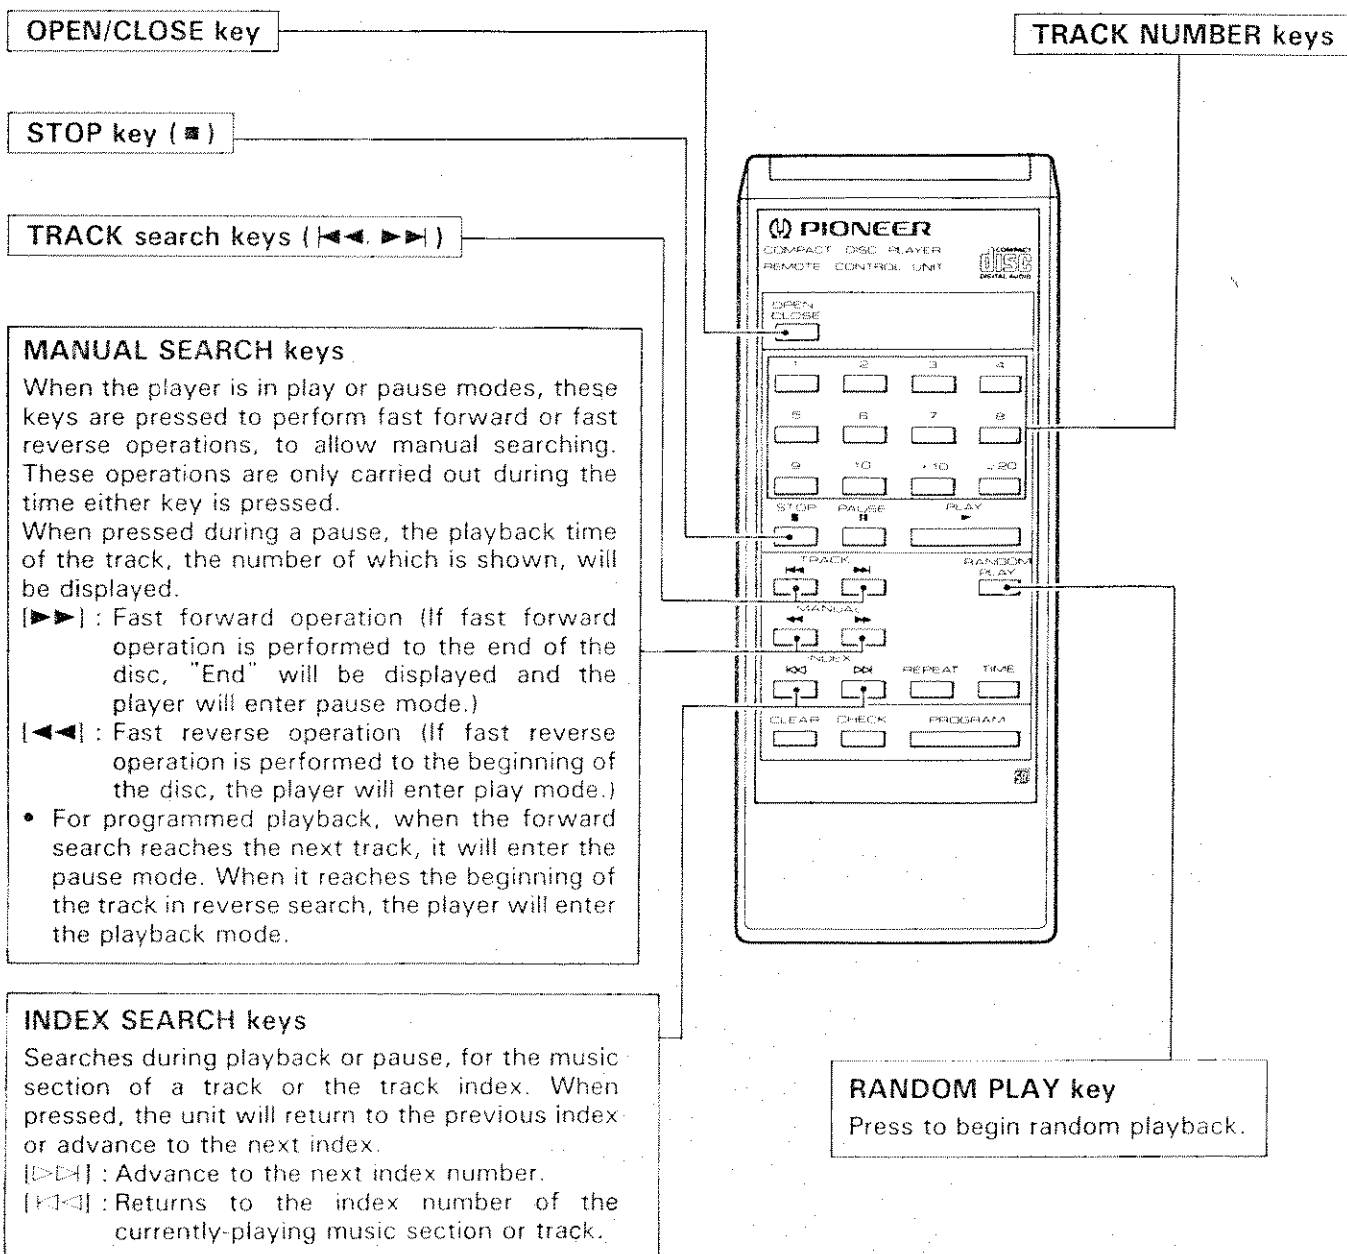 OPEN/CLOSE key
TRACK NUMBER keys
STOP key (■)
TRACK search keys (|◀◀, ▶▶|)
MANUAL SEARCH keys
When the player is in play or pause modes, these
keys are pressed to perform fast forward or fast
reverse operations, to allow manual searching.
These operations are only carried out during the
time either key is pressed.
When pressed during a pause, the playback time
of the track, the number of which is shown, will
be displayed.
[▶▶] : Fast forward operation (If fast forward
operation is performed to the end of the
disc, "End" will be displayed and the
player will enter pause mode.)
[◀◀] : Fast reverse operation (If fast reverse
operation is performed to the beginning of
the disc, the player will enter play mode.)
• For programmed playback, when the forward
search reaches the next track, it will enter the
pause mode. When it reaches the beginning of
the track in reverse search, the player will enter
the playback mode.
INDEX SEARCH keys
Searches during playback or pause, for the music
section of a track or the track index. When
pressed, the unit will return to the previous index
or advance to the next index.
[▷▷|] : Advance to the next index number.
[|◁◁] : Returns to the index number of the
currently-playing music section or track.
PIONEER
COMPACT DISC PLAYER
REMOTE CONTROL UNIT
COMPACT
disc
DIGITAL AUDIO
OPEN
CLOSE
1 2 3 4
5 6 7 8
9 10 +10 +20
STOP PAUSE PLAY
■ ▮▮ ▶
TRACK RANDOM
|◀◀ ▶▶| PLAY
MANUAL
◀◀ ▶▶
INDEX
|◁◁ ▷▷| REPEAT TIME
CLEAR CHECK PROGRAM
RANDOM PLAY key
Press to begin random playback.